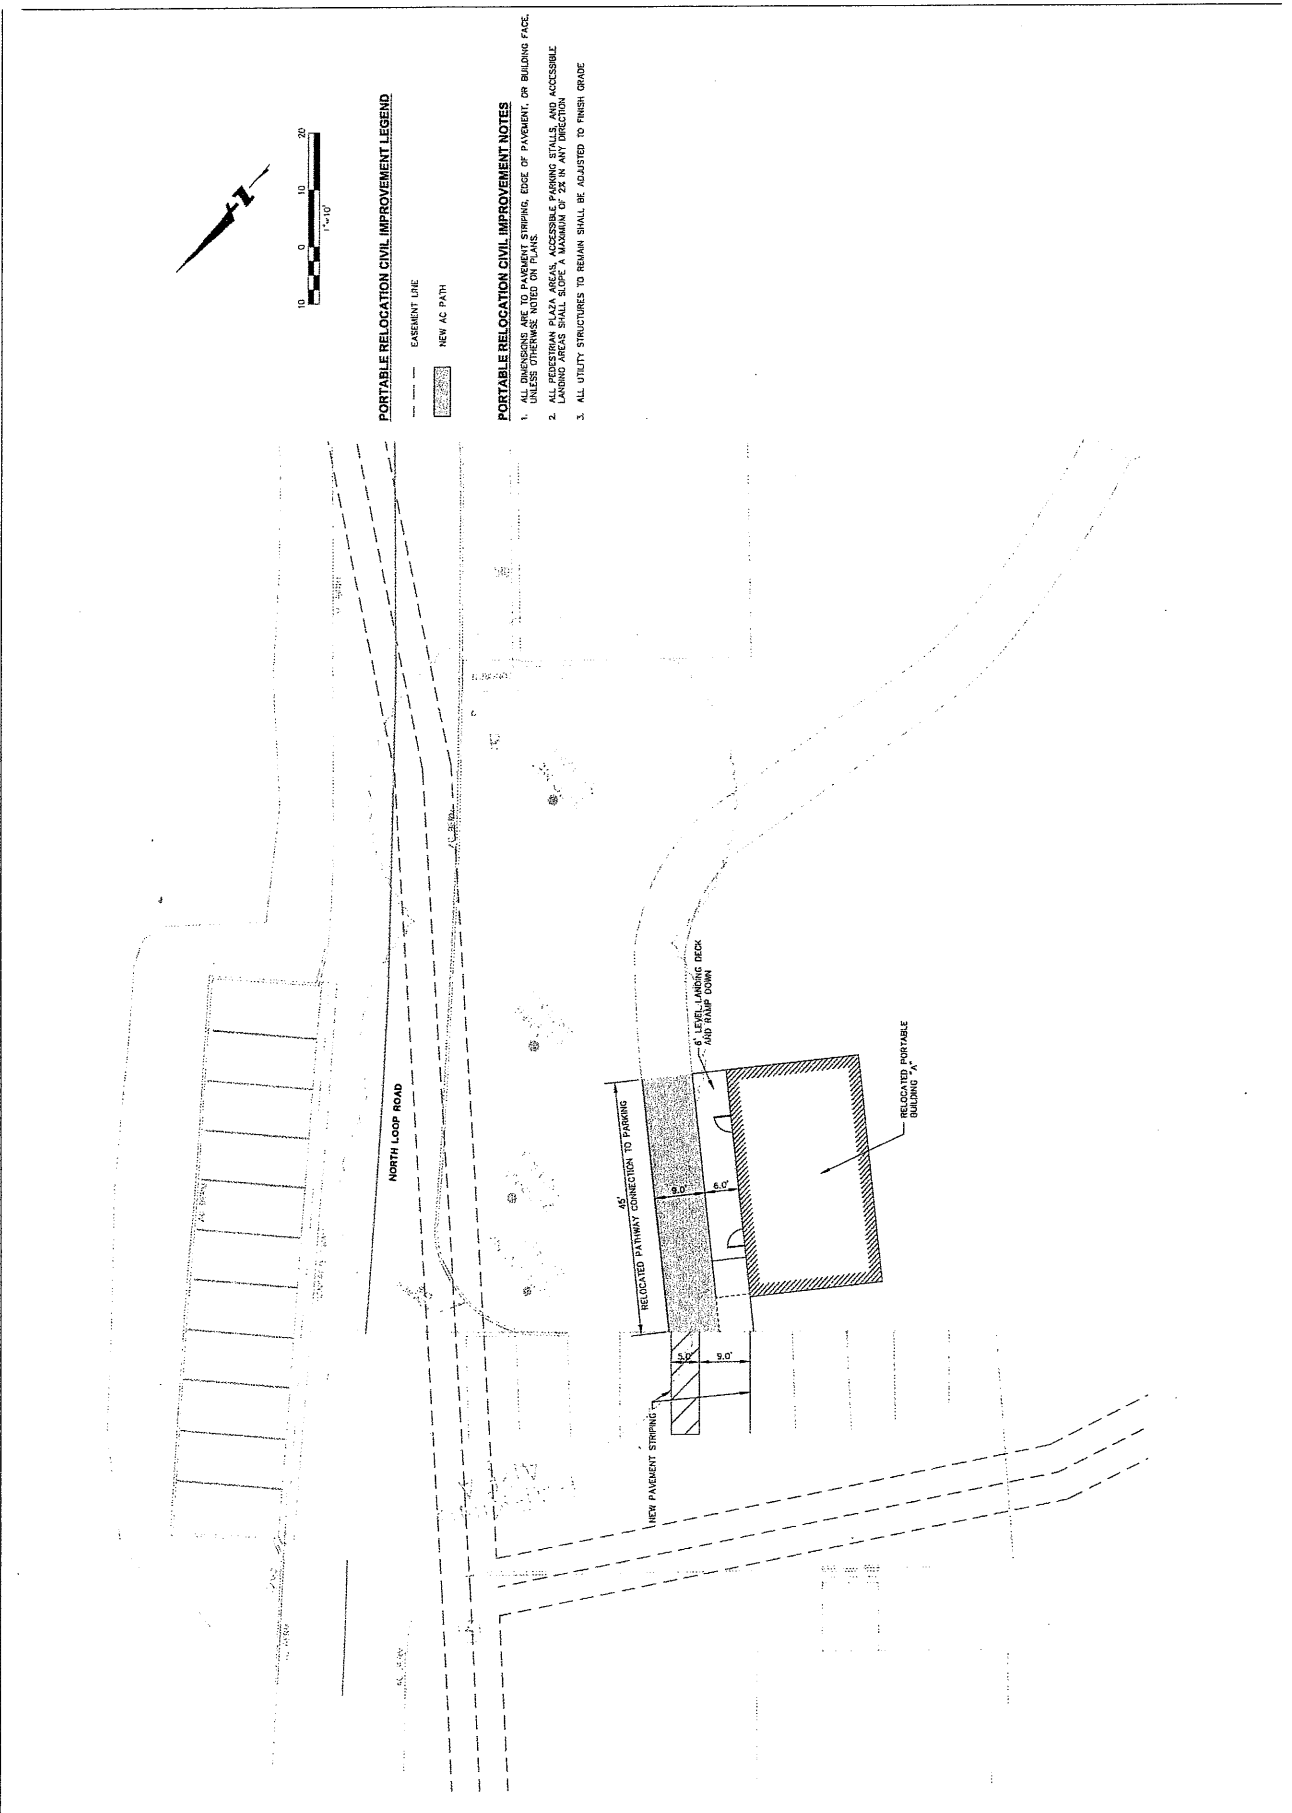 10 0 10 20
1"=10'
PORTABLE RELOCATION CIVIL IMPROVEMENT LEGEND
EASEMENT LINE
NEW AC PATH
PORTABLE RELOCATION CIVIL IMPROVEMENT NOTES
1. ALL DIMENSIONS ARE TO PAVEMENT STRIPING, EDGE OF PAVEMENT, OR BUILDING FACE,
UNLESS OTHERWISE NOTED ON PLANS.
2. ALL PEDESTRIAN PLAZA AREAS, ACCESSIBLE PARKING STALLS, AND ACCESSIBLE
LANDING AREAS SHALL SLOPE A MAXIMUM OF 2% IN ANY DIRECTION
3. ALL UTILITY STRUCTURES TO REMAIN SHALL BE ADJUSTED TO FINISH GRADE
NORTH LOOP ROAD
45'
RELOCATED PATHWAY CONNECTION TO PARKING
9.0'
6.0'
6' LEVEL LANDING DECK
AND RAMP DOWN
RELOCATED PORTABLE
BUILDING "A"
5.0'
9.0'
NEW PAVEMENT STRIPING